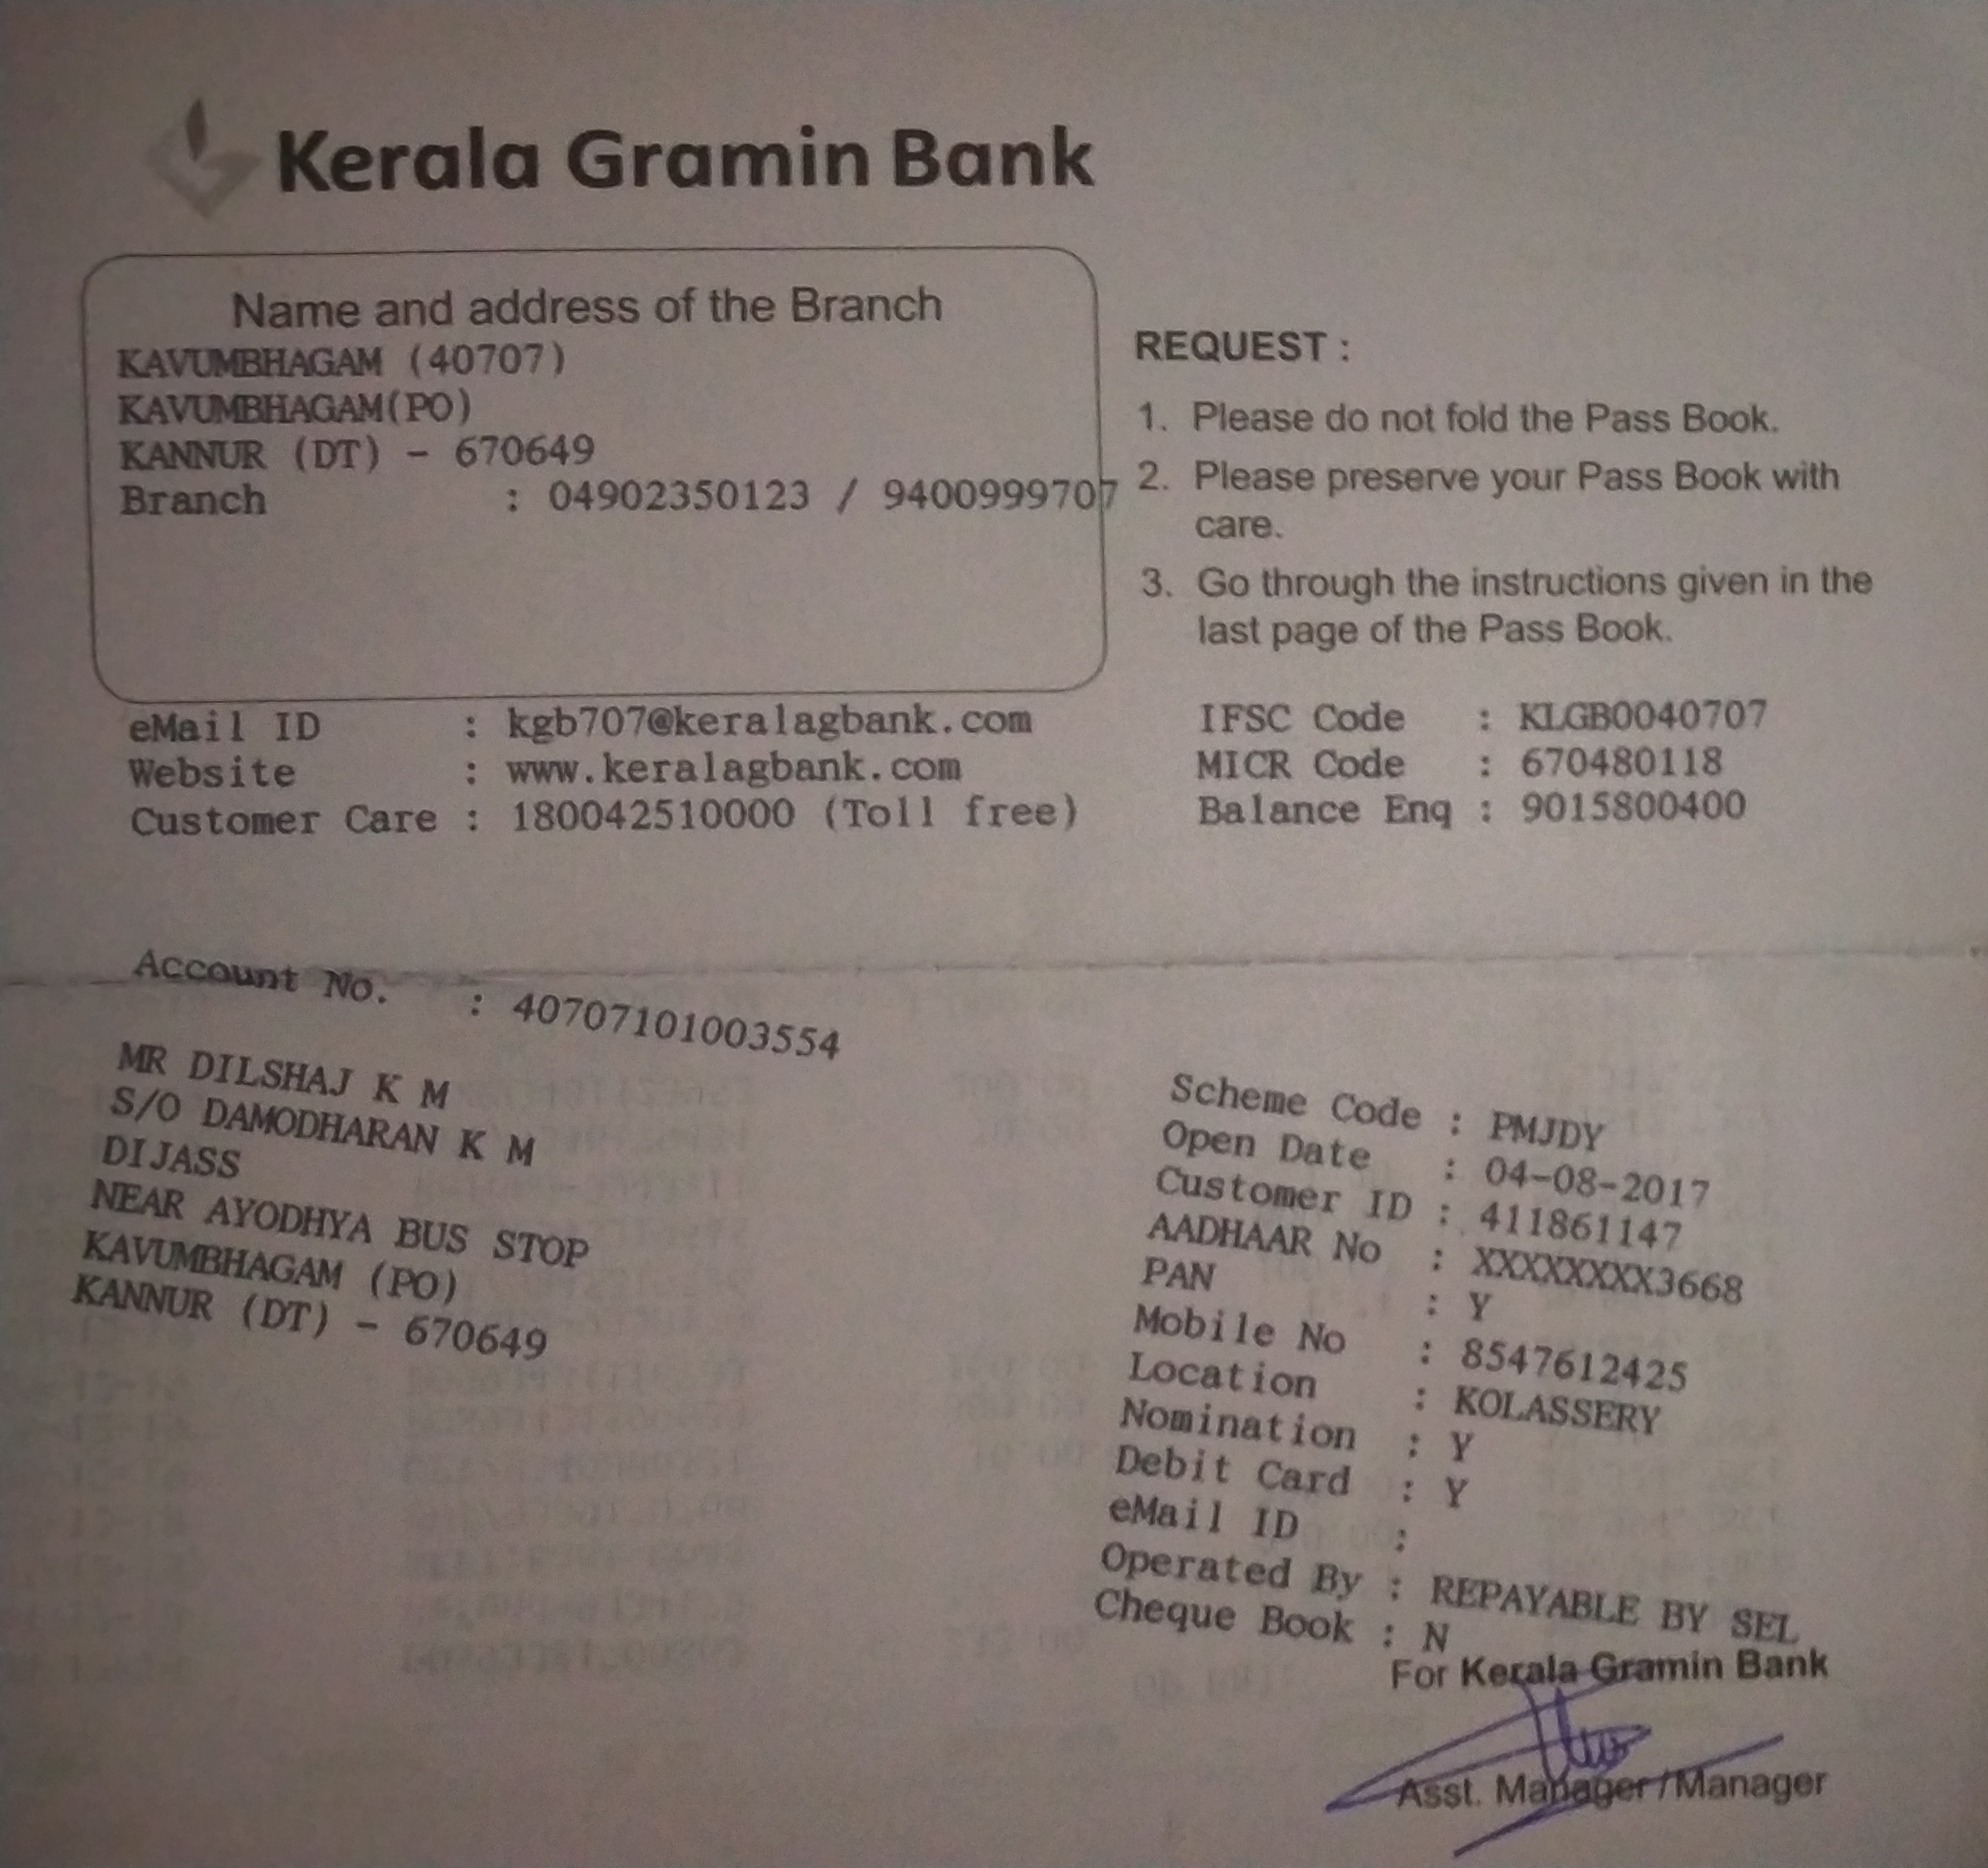 Kerala Gramin Bank
Name and address of the Branch
KAVUMBHAGAM (40707)
KAVUMBHAGAM(PO)
KANNUR (DT) - 670649
Branch : 04902350123 / 9400999707
REQUEST :
1. Please do not fold the Pass Book.
2. Please preserve your Pass Book with
care.
3. Go through the instructions given in the
last page of the Pass Book.
eMail ID : kgb707@keralagbank.com
Website : www.keralagbank.com
Customer Care : 180042510000 (Toll free)
IFSC Code : KLGB0040707
MICR Code : 670480118
Balance Enq : 9015800400
Account No. : 40707101003554
MR DILSHAJ K M
S/O DAMODHARAN K M
DIJASS
NEAR AYODHYA BUS STOP
KAVUMBHAGAM (PO)
KANNUR (DT) - 670649
Scheme Code : PMJDY
Open Date : 04-08-2017
Customer ID : 411861147
AADHAAR No : XXXXXXXX3668
PAN : Y
Mobile No : 8547612425
Location : KOLASSERY
Nomination : Y
Debit Card : Y
eMail ID :
Operated By : REPAYABLE BY SEL
Cheque Book : N
For Kerala Gramin Bank
Asst. Manager/Manager